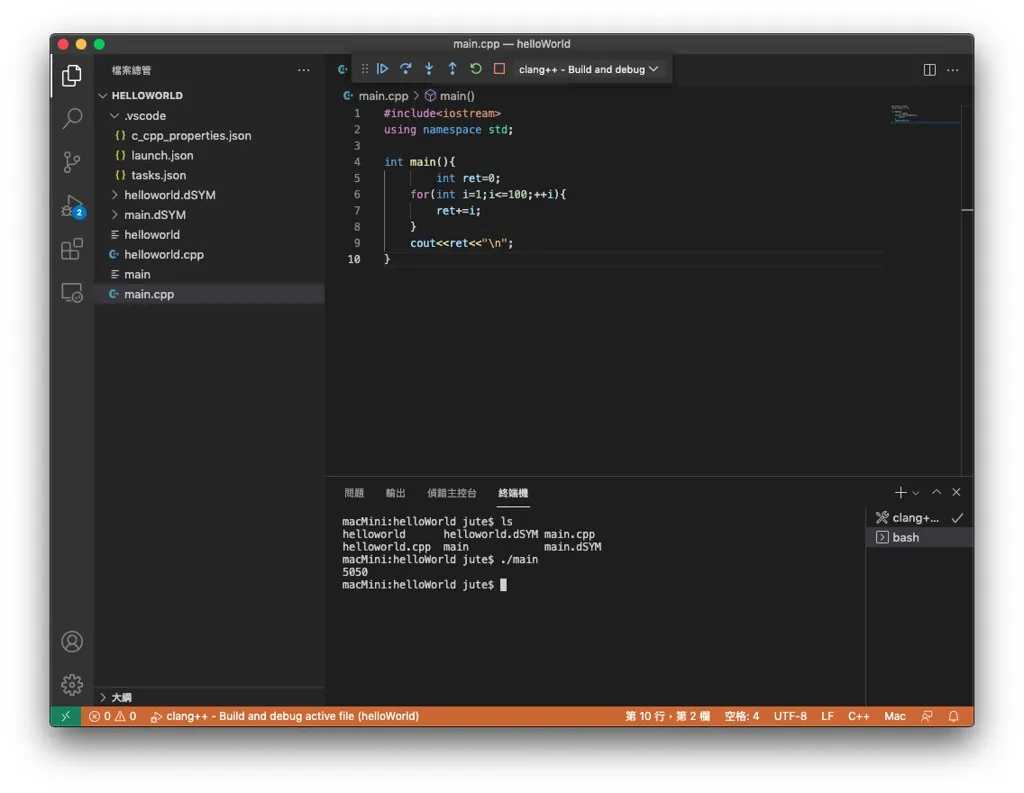 main.cpp — helloWorld
檔案總管
clang++ - Build and debug
HELLOWORLD
.vscode
{} c_cpp_properties.json
{} launch.json
{} tasks.json
helloworld.dSYM
main.dSYM
helloworld
helloworld.cpp
main
main.cpp
2
main.cpp > main()
1 #include<iostream>
2 using namespace std;
3
4 int main(){
5 int ret=0;
6 for(int i=1;i<=100;++i){
7 ret+=i;
8 }
9 cout<<ret<<"\n";
10 }
問題 輸出 偵錯主控台 終端機
macMini:helloWorld jute$ ls
helloworld helloworld.dSYM main.cpp
helloworld.cpp main main.dSYM
macMini:helloWorld jute$ ./main
5050
macMini:helloWorld jute$
clang+...
bash
大綱
0 0 clang++ - Build and debug active file (helloWorld) 第 10 行，第 2 欄 空格: 4 UTF-8 LF C++ Mac